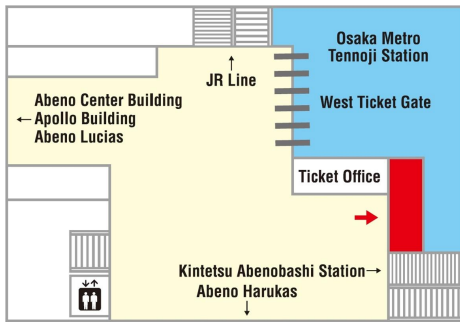 Osaka Metro
Tennoji Station
JR Line
West Ticket Gate
Abeno Center Building
Apollo Building
Abeno Lucias
Ticket Office
Kintetsu Abenobashi Station
Abeno Harukas